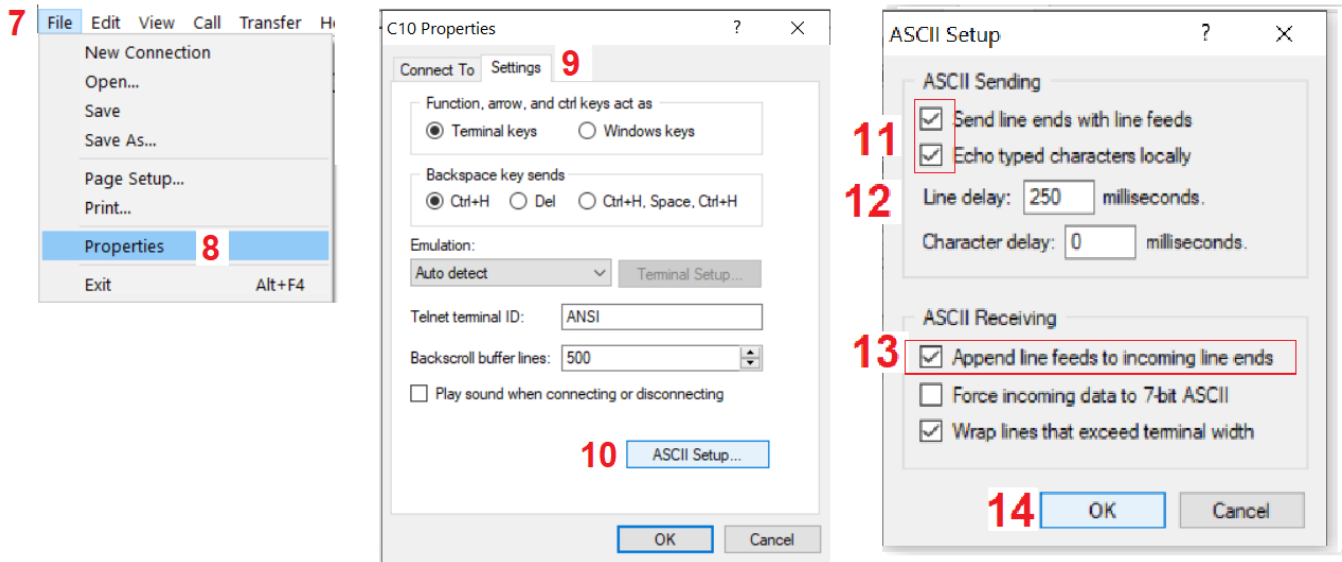 7 File Edit View Call Transfer H
New Connection
Open...
Save
Save As...
Page Setup...
Print...
Properties 8
Exit Alt+F4
C10 Properties ? ×
Connect To Settings 9
Function, arrow, and ctrl keys act as
Terminal keys Windows keys
Backspace key sends
Ctrl+H Del Ctrl+H, Space, Ctrl+H
Emulation:
Auto detect Terminal Setup...
Telnet terminal ID: ANSI
Backscroll buffer lines: 500
Play sound when connecting or disconnecting
10 ASCII Setup...
OK Cancel
ASCII Setup ? ×
ASCII Sending
11 Send line ends with line feeds
Echo typed characters locally
12 Line delay: 250 milliseconds.
Character delay: 0 milliseconds.
ASCII Receiving
13 Append line feeds to incoming line ends
Force incoming data to 7-bit ASCII
Wrap lines that exceed terminal width
14 OK Cancel